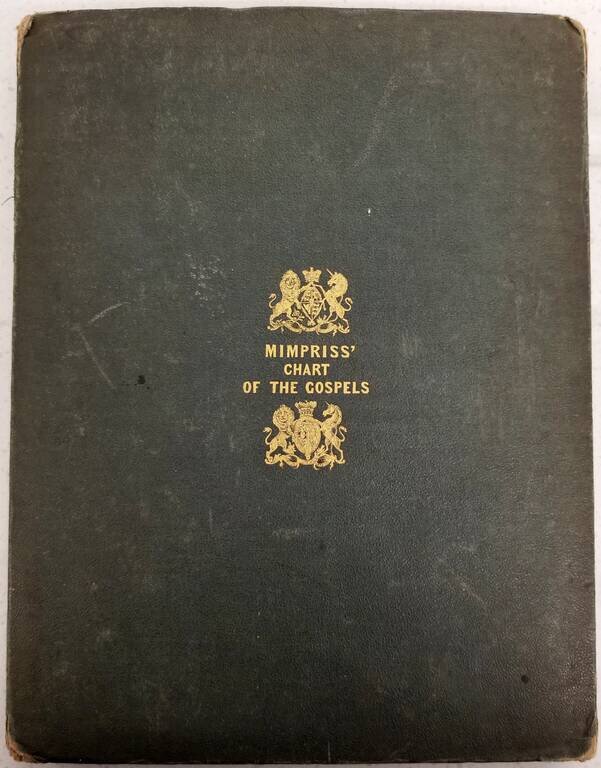 MIMPRISS'
CHART
OF THE GOSPELS